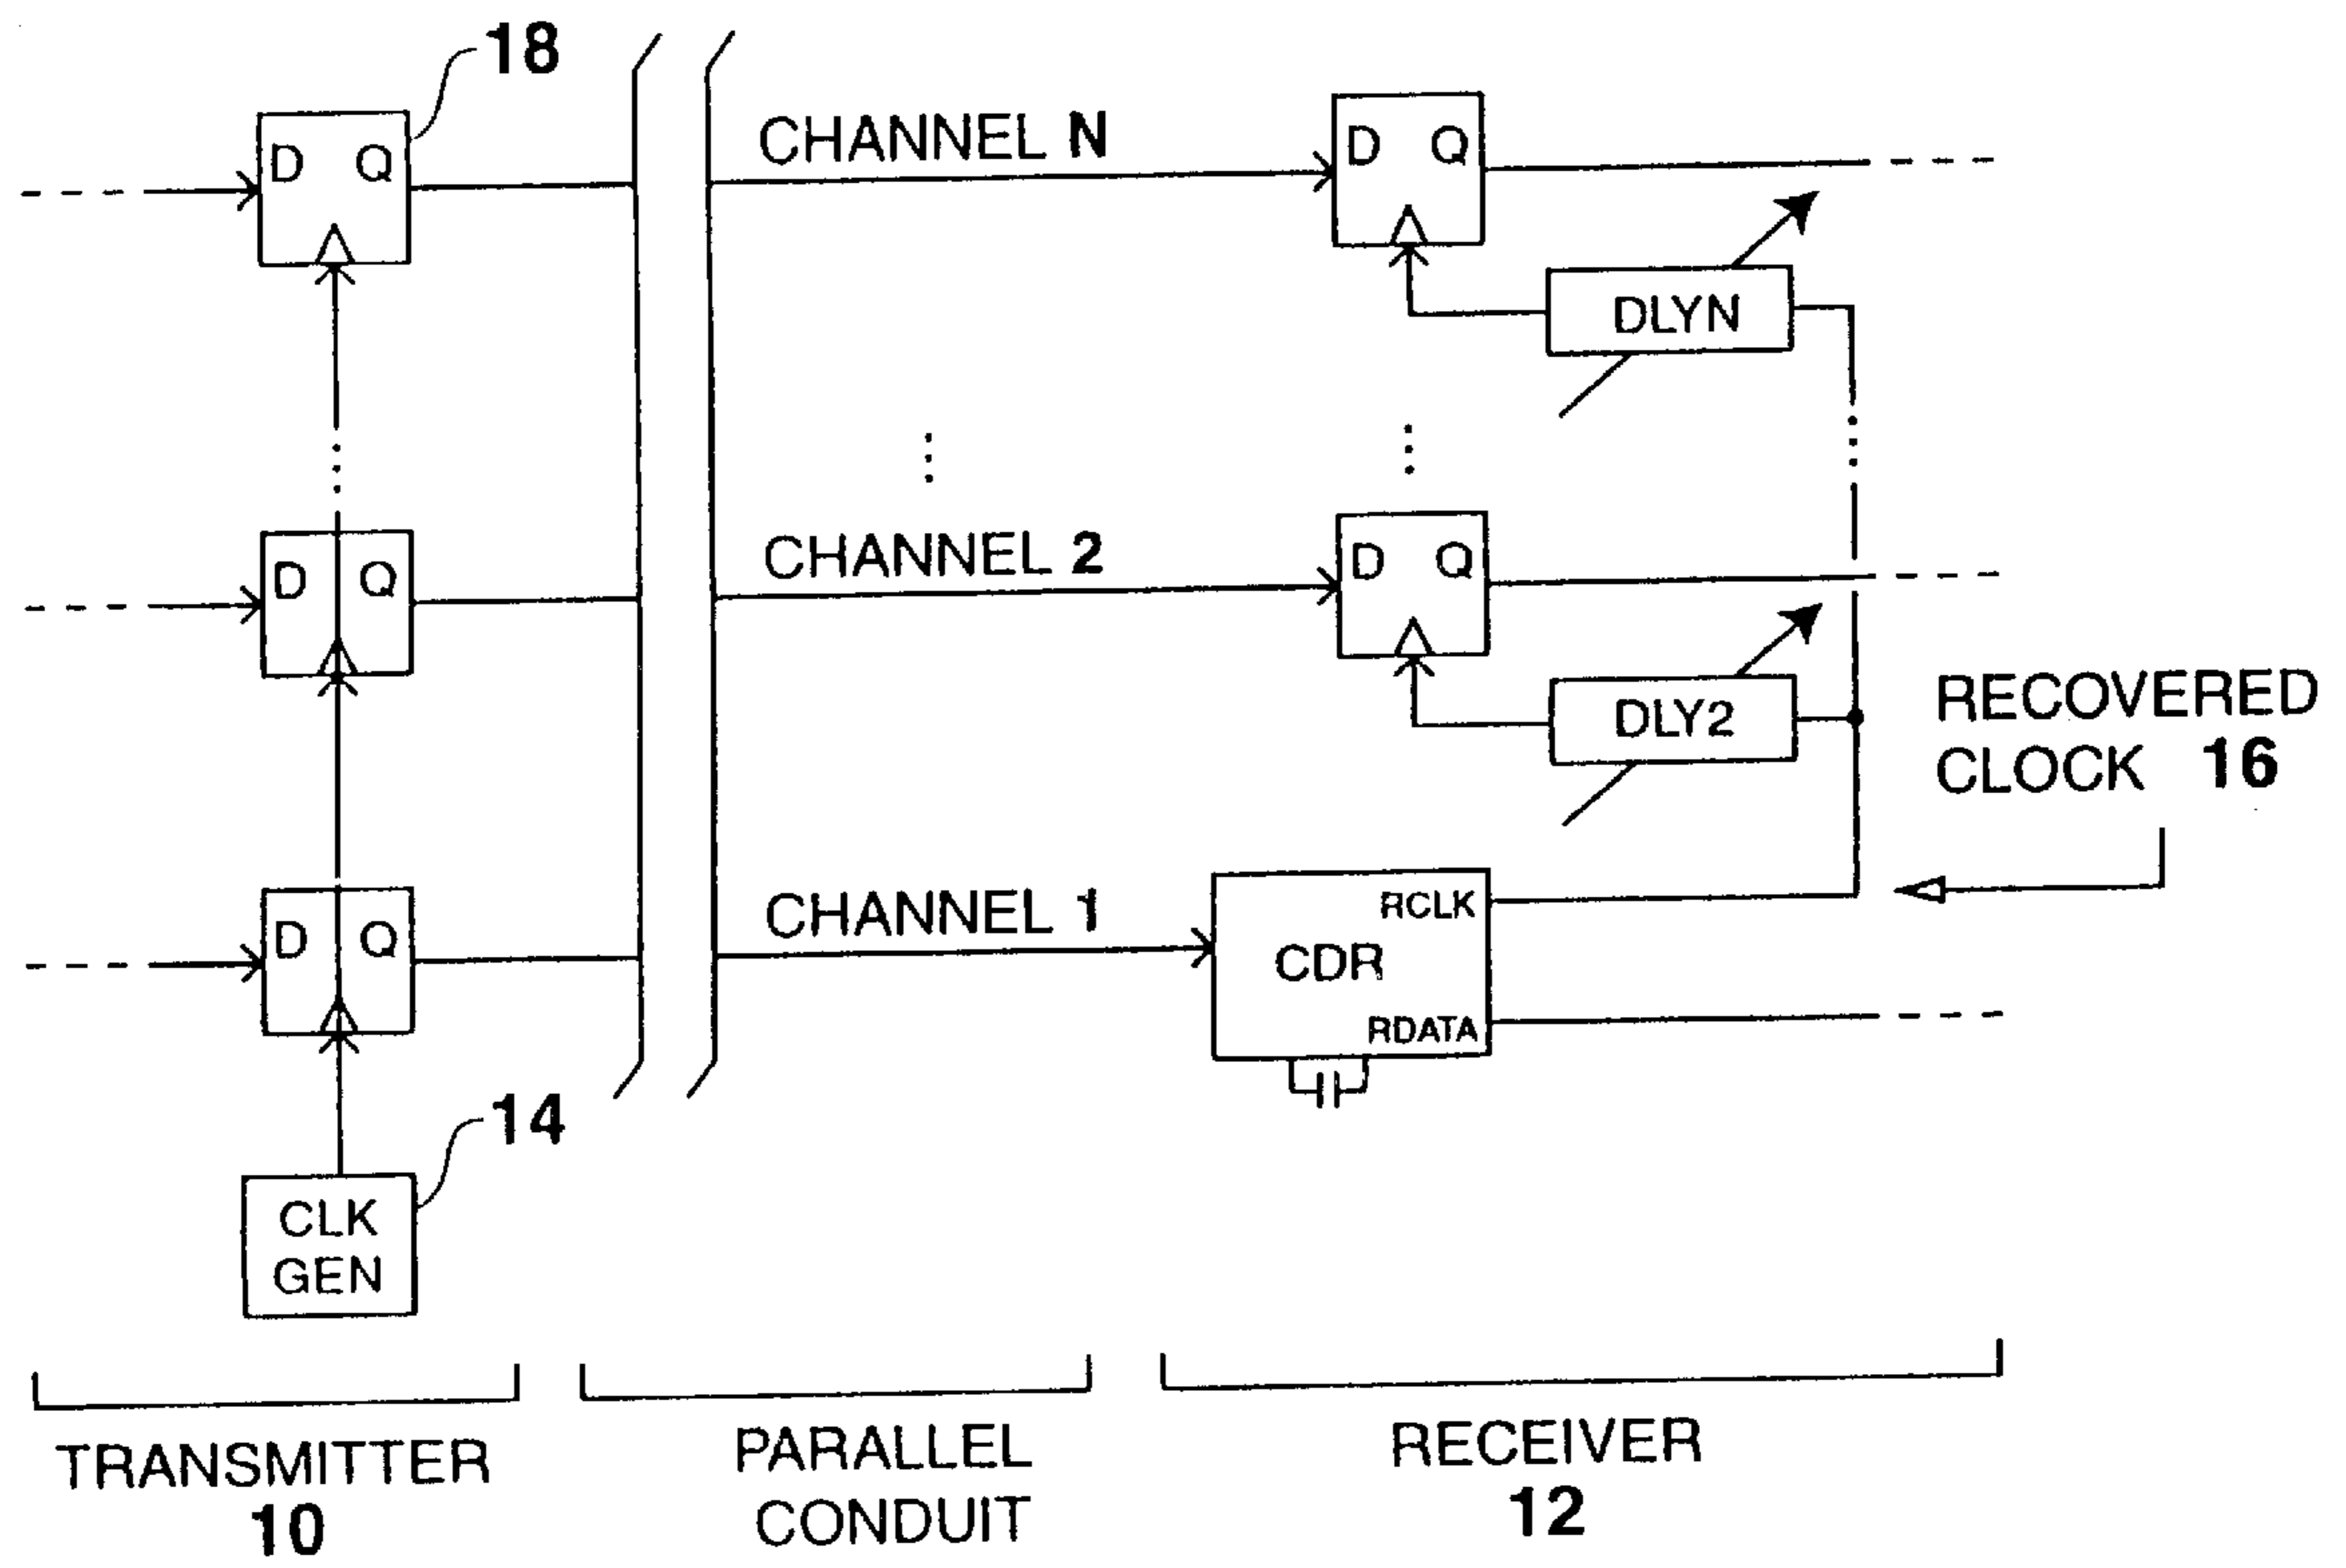 18
D Q
CHANNEL N
D Q
DLYN
D Q
CHANNEL 2
D Q
DLY2
RECOVERED
CLOCK 16
D Q
CHANNEL 1
RCLK
CDR
RDATA
14
CLK
GEN
TRANSMITTER
10
PARALLEL
CONDUIT
RECEIVER
12